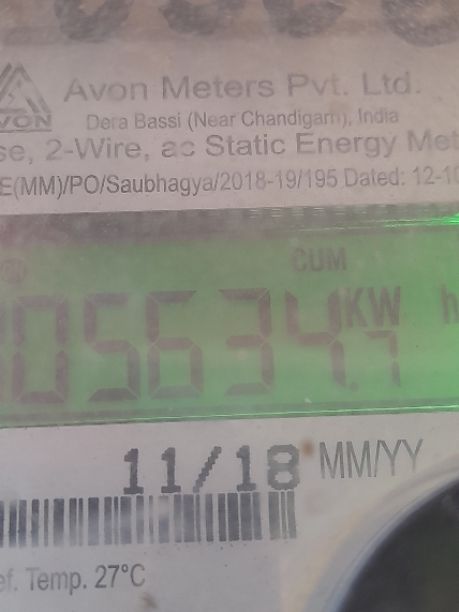 Avon Meters Pvt. Ltd.
AVON
Dera Bassi (Near Chandigarh), India
se, 2-Wire, ac Static Energy Met
E(MM)/PO/Saubhagya/2018-19/195 Dated: 12-10
CUM
05634.7 KW h
11/18 MM/YY
ef. Temp. 27°C